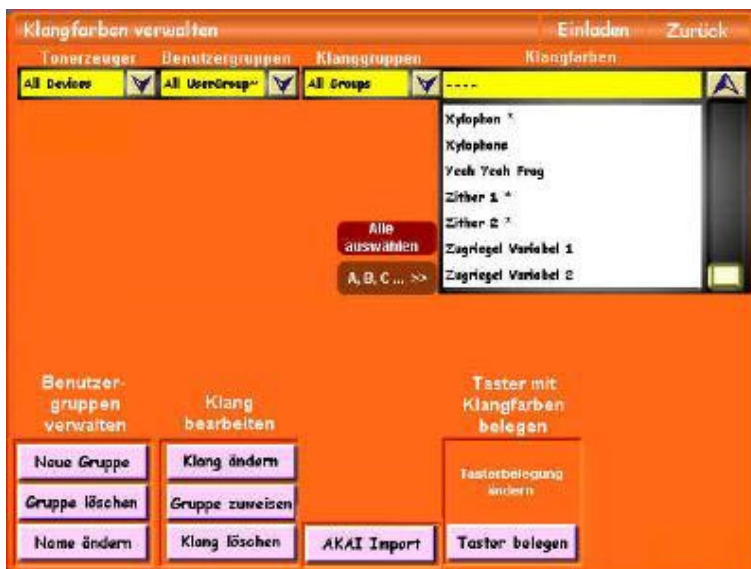 Klangfarben verwalten Einladen Zurück
Tonerzeuger Benutzergruppen Klanggruppen Klangfarben
All Devices All UserGroup~ All Groups ----
Xylophon *
Xylophone
Yeah Yeah Frog
Zither 1 *
Zither 2 *
Zugriegel Variabel 1
Zugriegel Variabel 2
Alle
auswählen
A, B, C ... >>
Benutzer-
gruppen
verwalten
Neue Gruppe
Gruppe löschen
Name ändern
Klang
bearbeiten
Klang ändern
Gruppe zuweisen
Klang löschen
AKAI Import
Taster mit
Klangfarben
belegen
Tasterbelegung
ändern
Taster belegen